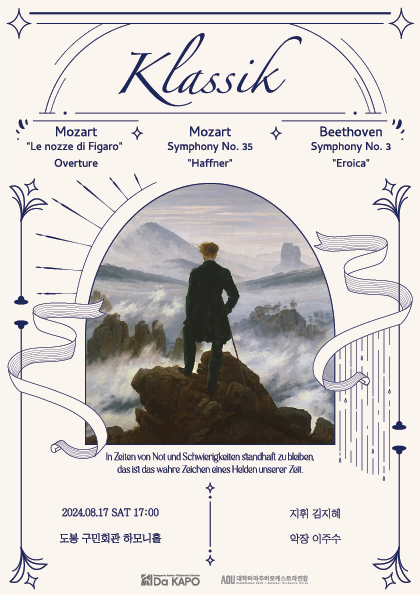 Klassik
Mozart
"Le nozze di Figaro"
Overture
Mozart
Symphony No. 35
"Haffner"
Beethoven
Symphony No. 3
"Eroica"
In Zeiten von Not und Schwierigkeiten standhaft zu bleiben,
das ist das wahre Zeichen eines Helden unserer Zeit.
2024.08.17 SAT 17:00
도봉 구민회관 하모니홀
지휘 김지혜
악장 이주수
Da KAPO
AOU 대학아마추어오케스트라연합